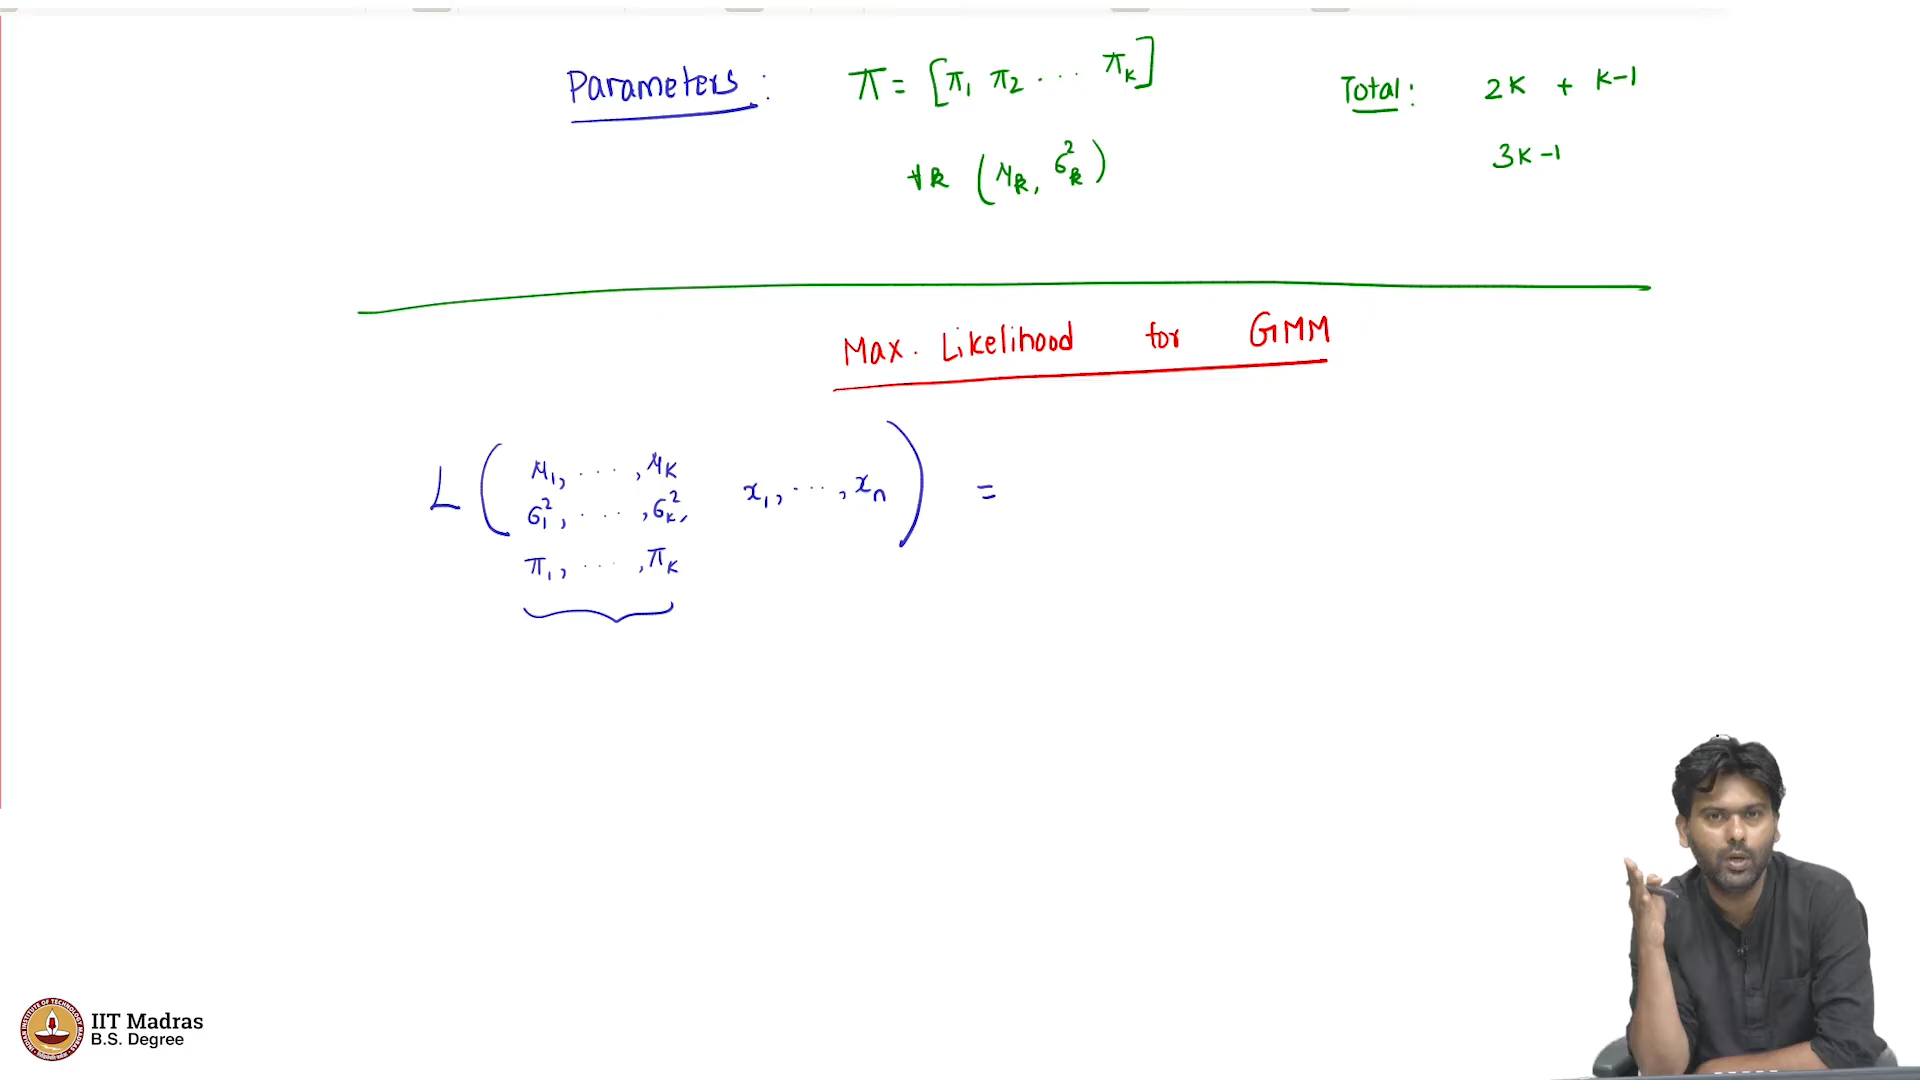 Parameters : π = [π₁ π₂ ... πₖ] Total : 2K + K-1
∀k (μₖ, σₖ²) 3K-1
Max. Likelihood for GMM
L ( μ₁, ..., μₖ x₁, ..., xₙ ) =
σ₁², ..., σₖ²,
π₁, ..., πₖ
IIT Madras
B.S. Degree